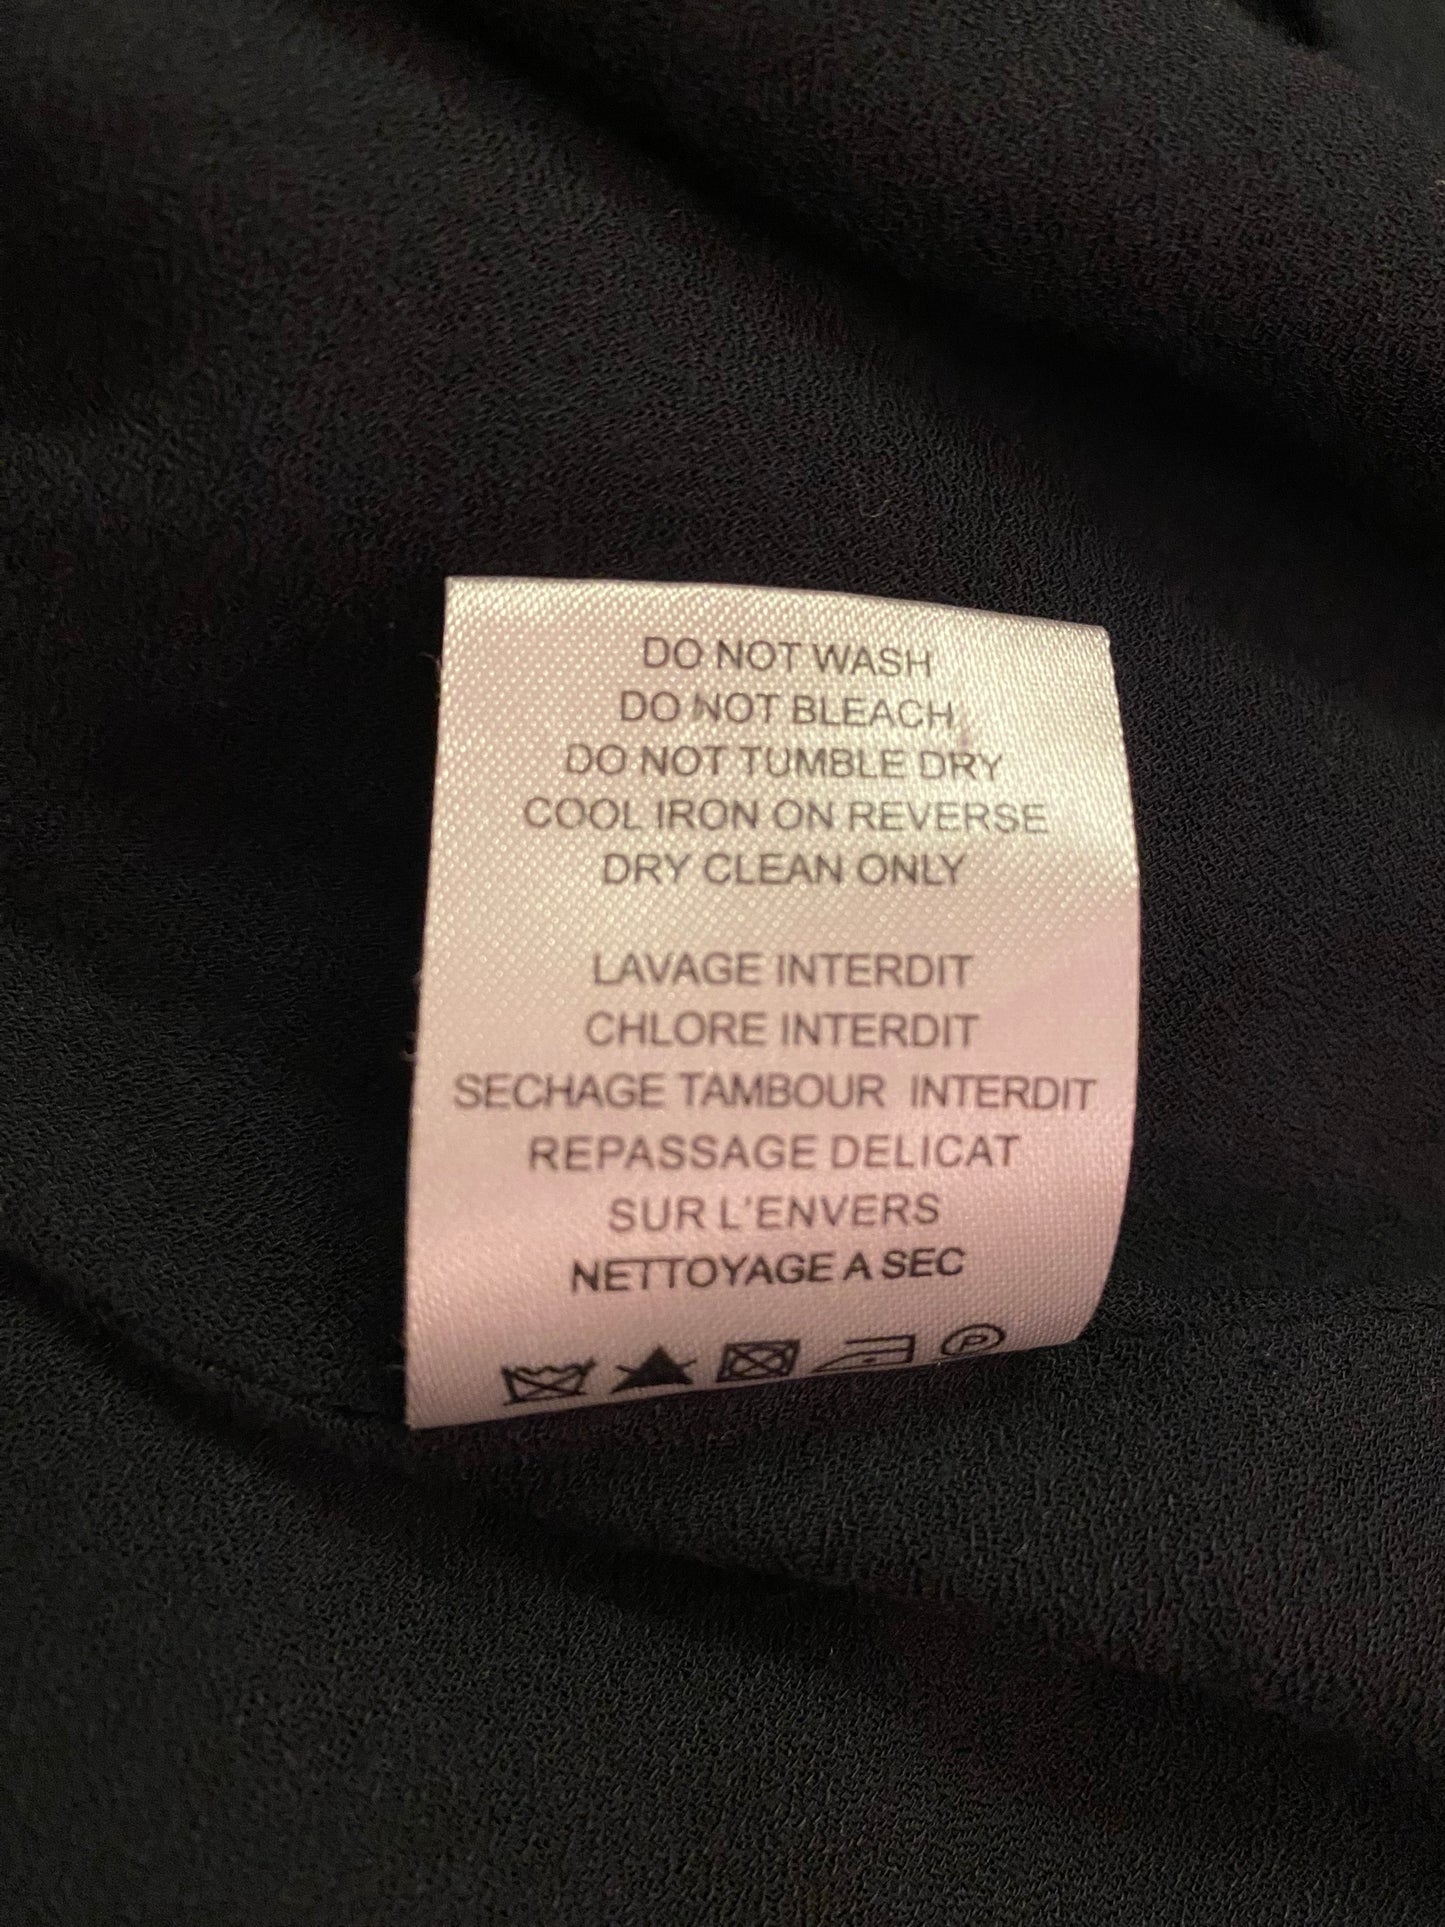 DO NOT WASH
DO NOT BLEACH
DO NOT TUMBLE DRY
COOL IRON ON REVERSE
DRY CLEAN ONLY
LAVAGE INTERDIT
CHLORE INTERDIT
SECHAGE TAMBOUR INTERDIT
REPASSAGE DELICAT
SUR L'ENVERS
NETTOYAGE A SEC
P